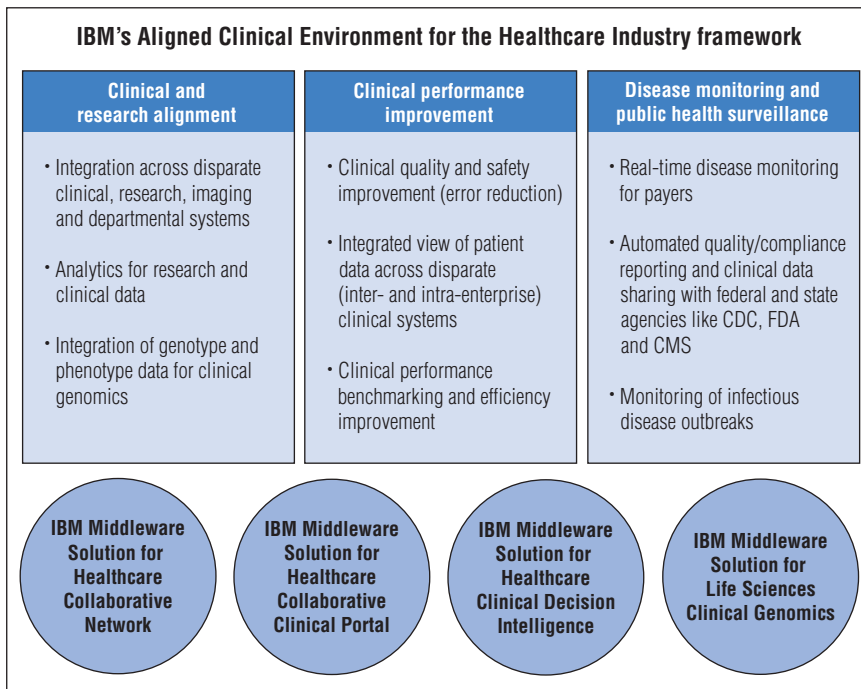 IBM's Aligned Clinical Environment for the Healthcare Industry framework
Clinical and
research alignment
• Integration across disparate
clinical, research, imaging
and departmental systems
• Analytics for research and
clinical data
• Integration of genotype and
phenotype data for clinical
genomics
Clinical performance
improvement
• Clinical quality and safety
improvement (error reduction)
• Integrated view of patient
data across disparate
(inter- and intra-enterprise)
clinical systems
• Clinical performance
benchmarking and efficiency
improvement
Disease monitoring and
public health surveillance
• Real-time disease monitoring
for payers
• Automated quality/compliance
reporting and clinical data
sharing with federal and state
agencies like CDC, FDA
and CMS
• Monitoring of infectious
disease outbreaks
IBM Middleware
Solution for
Healthcare
Collaborative
Network
IBM Middleware
Solution for
Healthcare
Collaborative
Clinical Portal
IBM Middleware
Solution for
Healthcare
Clinical Decision
Intelligence
IBM Middleware
Solution for
Life Sciences
Clinical Genomics